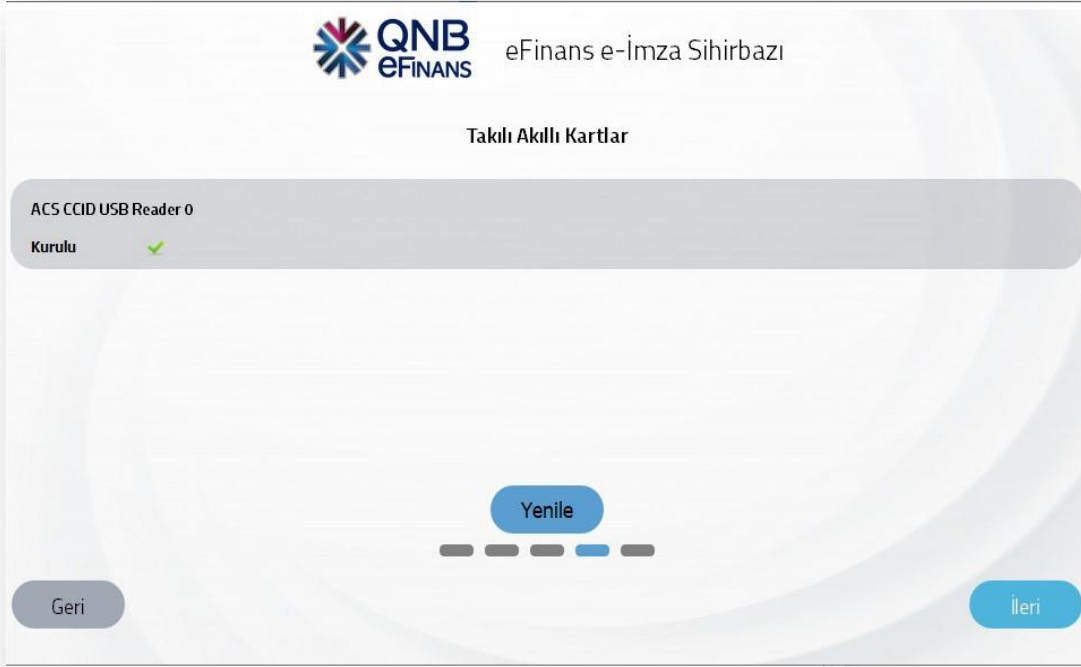 QNB
eFinans
eFinans e-İmza Sihirbazı
Takılı Akıllı Kartlar
ACS CCID USB Reader 0
Kurulu
Yenile
Geri
İleri